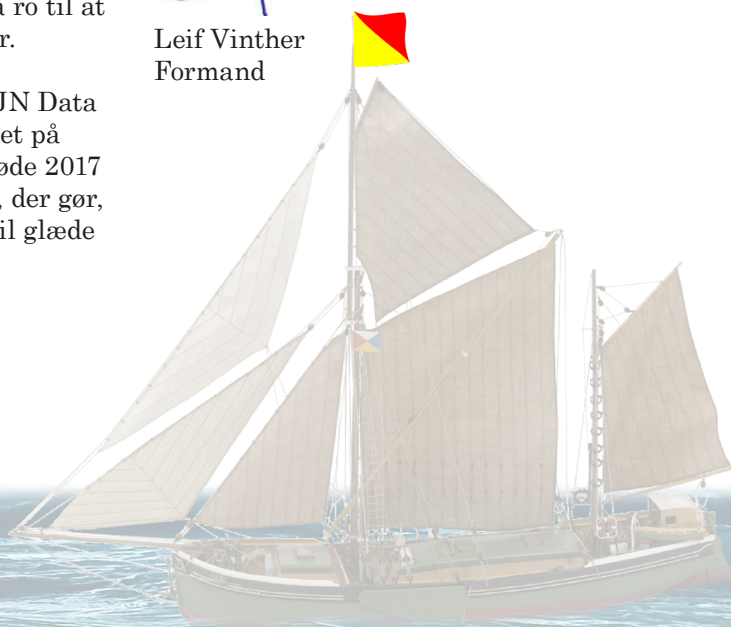 ro til at
r.
JN Data
et på
øde 2017
, der gør,
il glæde
Leif Vinther
Formand